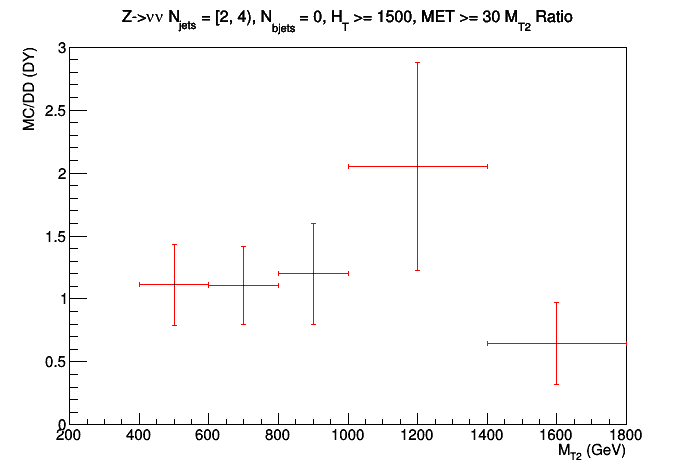 Z->νν N_jets = [2, 4), N_bjets = 0, H_T >= 1500, MET >= 30 M_T2 Ratio
MC/DD (DY)
3
2.5
2
1.5
1
0.5
0
200 400 600 800 1000 1200 1400 1600 1800
M_T2 (GeV)